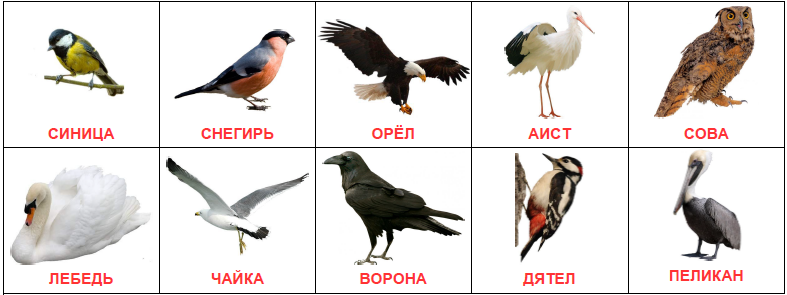 СИНИЦА
СНЕГИРЬ
ОРЁЛ
АИСТ
СОВА
ЛЕБЕДЬ
ЧАЙКА
ВОРОНА
ДЯТЕЛ
ПЕЛИКАН